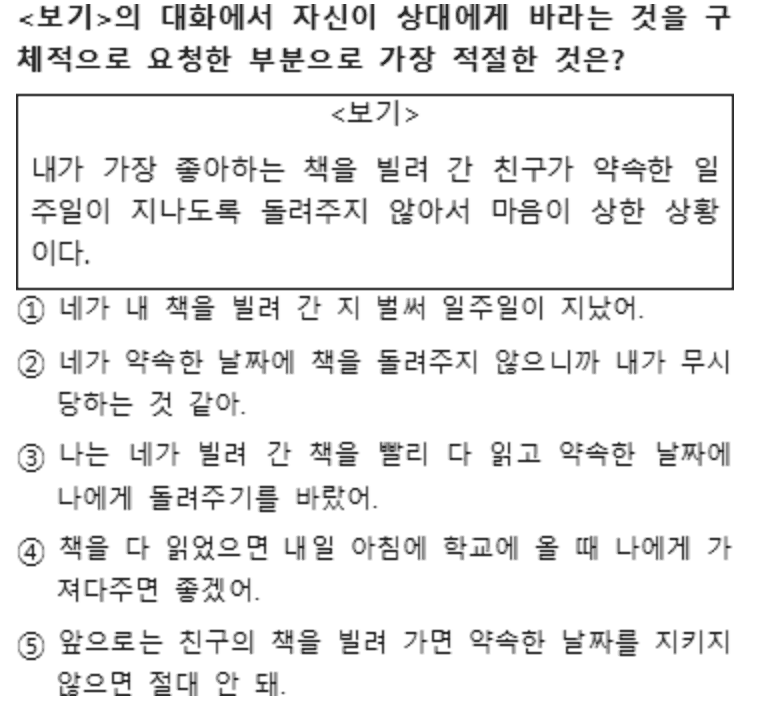 <보기>의 대화에서 자신이 상대에게 바라는 것을 구
체적으로 요청한 부분으로 가장 적절한 것은?
<보기>
내가 가장 좋아하는 책을 빌려 간 친구가 약속한 일
주일이 지나도록 돌려주지 않아서 마음이 상한 상황
이다.
① 네가 내 책을 빌려 간 지 벌써 일주일이 지났어.
② 네가 약속한 날짜에 책을 돌려주지 않으니까 내가 무시
당하는 것 같아.
③ 나는 네가 빌려 간 책을 빨리 다 읽고 약속한 날짜에
나에게 돌려주기를 바랐어.
④ 책을 다 읽었으면 내일 아침에 학교에 올 때 나에게 가
져다주면 좋겠어.
⑤ 앞으로는 친구의 책을 빌려 가면 약속한 날짜를 지키지
않으면 절대 안 돼.